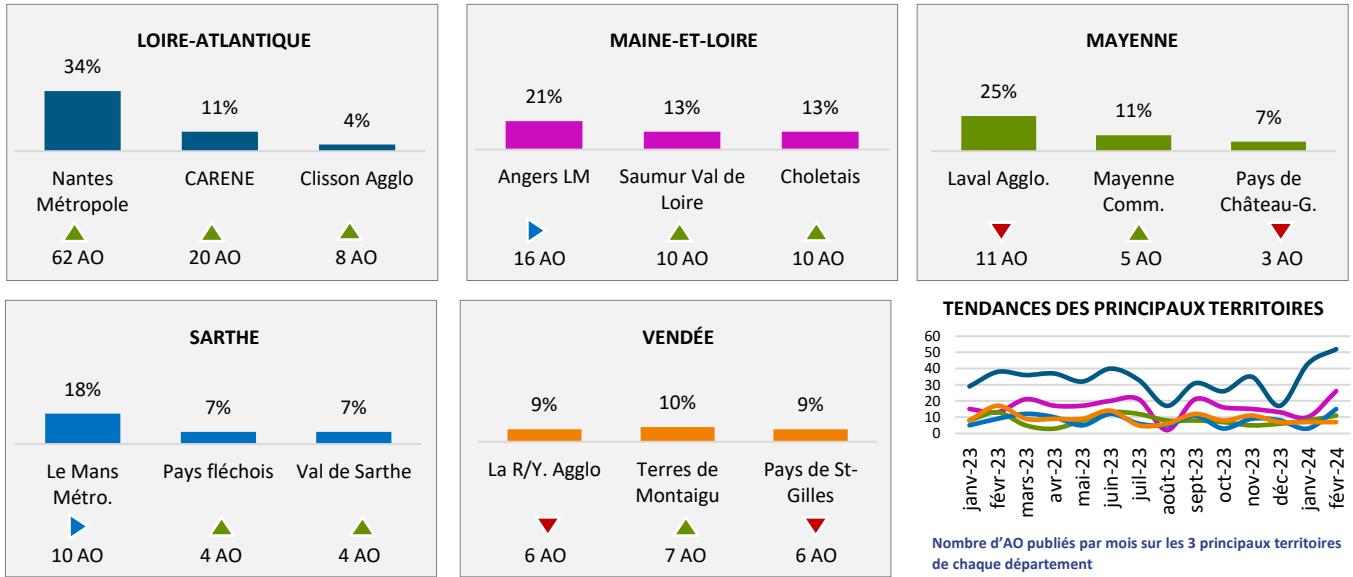 LOIRE-ATLANTIQUE
34%
11%
4%
Nantes
Métropole
CARENE
Clisson Agglo
62 AO
20 AO
8 AO
MAINE-ET-LOIRE
21%
13%
13%
Angers LM
Saumur Val de
Loire
Choletais
16 AO
10 AO
10 AO
MAYENNE
25%
11%
7%
Laval Agglo.
Mayenne
Comm.
Pays de
Château-G.
11 AO
5 AO
3 AO
SARTHE
18%
7%
7%
Le Mans
Métro.
Pays fléchois
Val de Sarthe
10 AO
4 AO
4 AO
VENDÉE
9%
10%
9%
La R/Y. Agglo
Terres de
Montaigu
Pays de St-
Gilles
6 AO
7 AO
6 AO
TENDANCES DES PRINCIPAUX TERRITOIRES
60
50
40
30
20
10
0
janv-23
févr-23
mars-23
avr-23
mai-23
juin-23
juil-23
août-23
sept-23
oct-23
nov-23
déc-23
janv-24
févr-24
Nombre d'AO publiés par mois sur les 3 principaux territoires
de chaque département